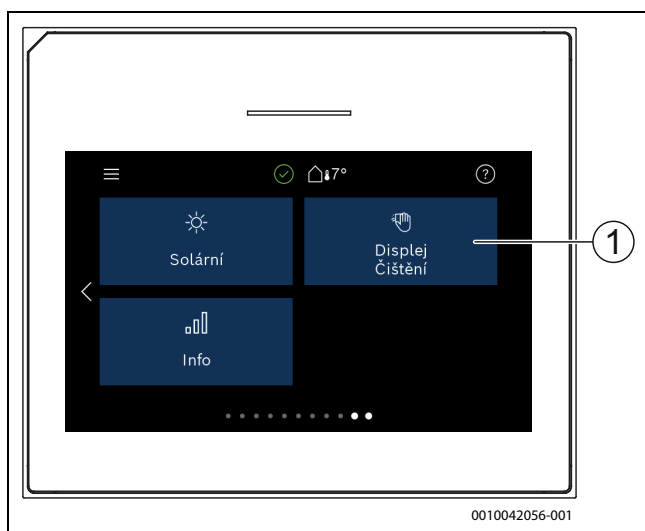 7°
?
Solární
Displej
Čištění
1
Info
0010042056-001